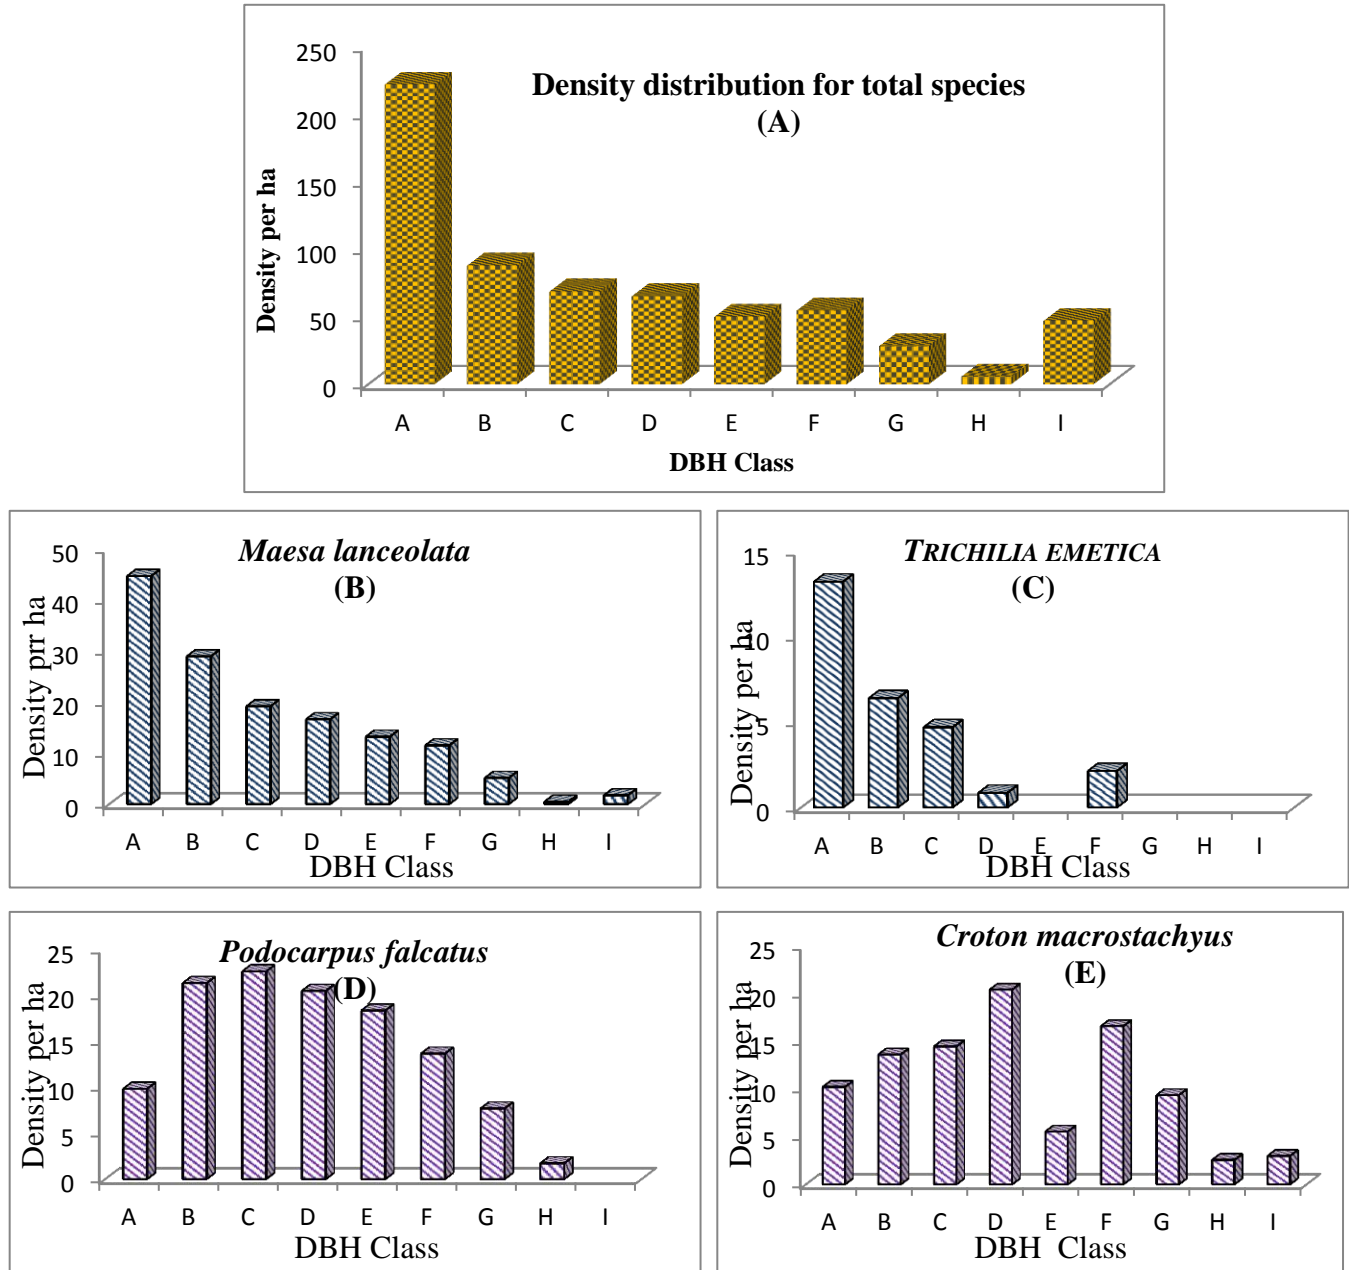 Density distribution for total species
(A)
Density per ha
250
200
150
100
50
0
A B C D E F G H I
DBH Class
Maesa lanceolata
(B)
Density prr ha
50
40
30
20
10
0
A B C D E F G H I
DBH Class
TRICHILIA EMETICA
(C)
Density per ha
15
10
5
0
A B C D E F G H I
DBH Class
Podocarpus falcatus
(D)
Density per ha
25
20
15
10
5
0
A B C D E F G H I
DBH Class
Croton macrostachyus
(E)
Density per ha
25
20
15
10
5
0
A B C D E F G H I
DBH Class